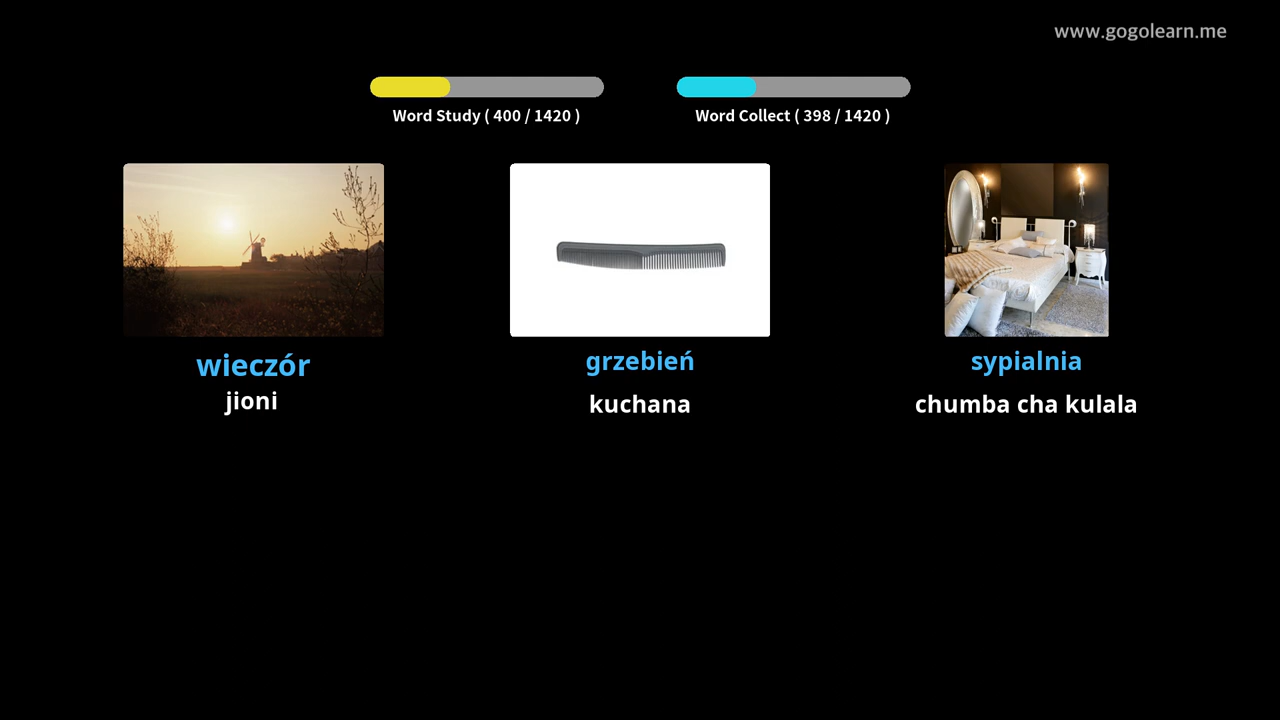 www.gogolearn.me
Word Study ( 400 / 1420 )
Word Collect ( 398 / 1420 )
wieczór
jioni
grzebień
kuchana
sypialnia
chumba cha kulala